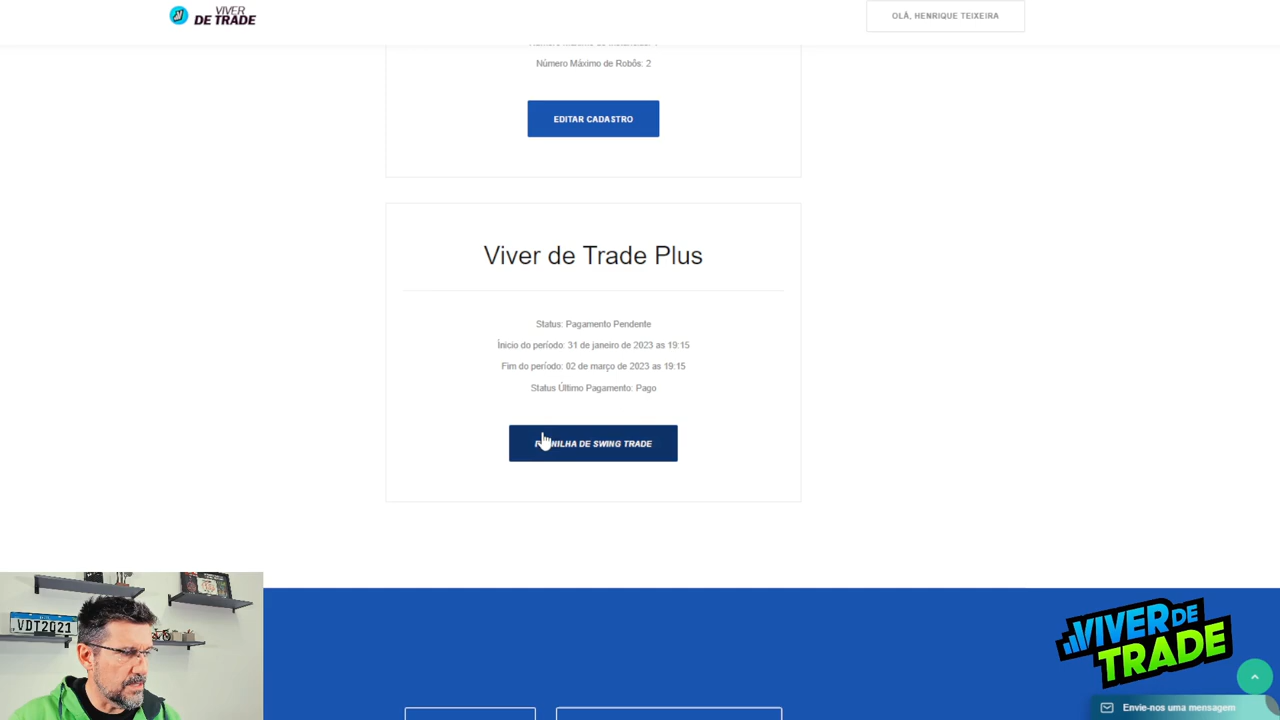 VIVER
DE TRADE
OLÁ, HENRIQUE TEIXEIRA
Número Máximo de Robôs: 2
EDITAR CADASTRO
Viver de Trade Plus
Status: Pagamento Pendente
Ínicio do período: 31 de janeiro de 2023 as 19:15
Fim do período: 02 de março de 2023 as 19:15
Status Último Pagamento: Pago
DE SWING TRADE
VDT2021
VIVER DE
TRADE
Envie-nos uma mensagem